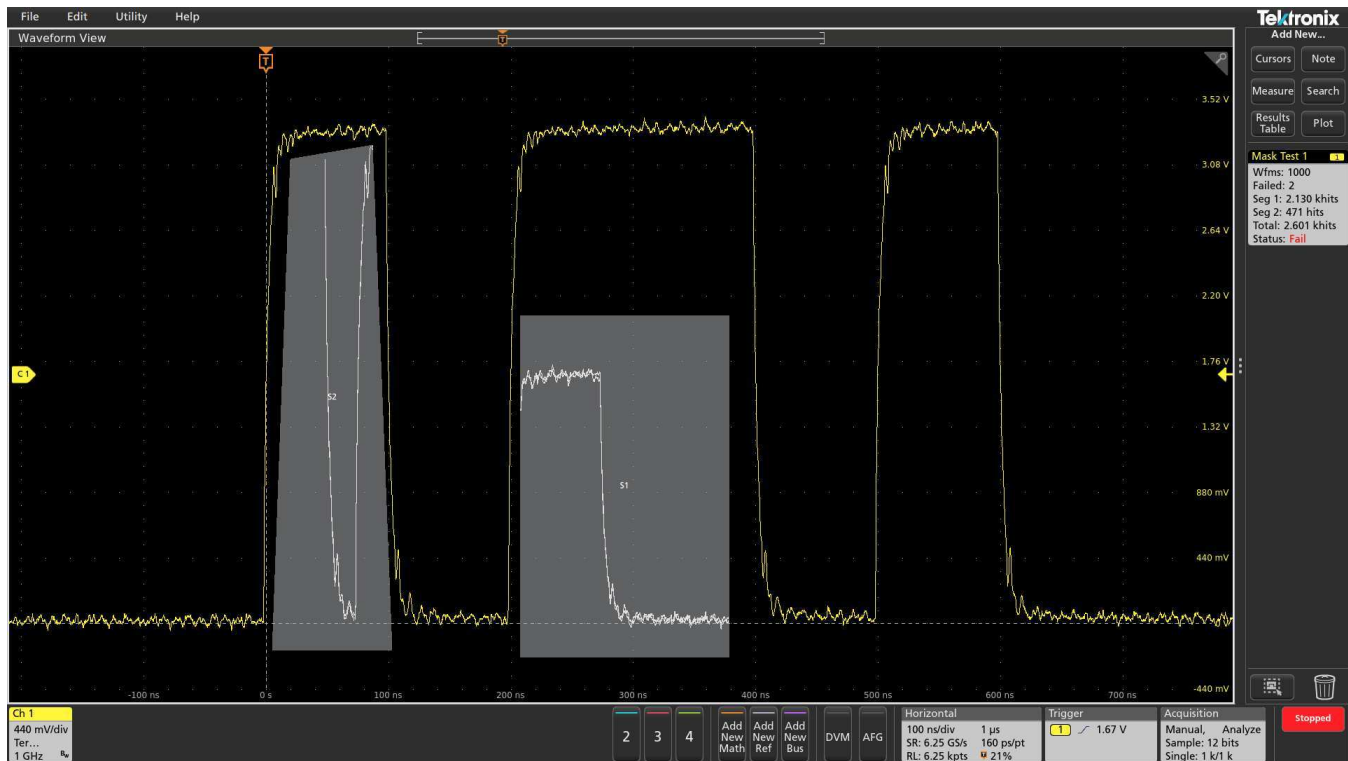 File Edit Utility Help
Tektronix
Waveform View
Add New...
T
T
Cursors Note
Measure Search
Results Table Plot
Mask Test 1 1
Wfms: 1000
Failed: 2
Seg 1: 2.130 khits
Seg 2: 471 hits
Total: 2.601 khits
Status: Fail
3.52 V
3.08 V
2.64 V
2.20 V
1.76 V
1.32 V
880 mV
440 mV
-440 mV
C1
S2
S1
-100 ns 0 s 100 ns 200 ns 300 ns 400 ns 500 ns 600 ns 700 ns
Ch 1
440 mV/div
Ter...
1 GHz Bw
2 3 4
Add New Math
Add New Ref
Add New Bus
DVM AFG
Horizontal
100 ns/div 1 µs
SR: 6.25 GS/s 160 ps/pt
RL: 6.25 kpts T 21%
Trigger
1 1.67 V
Acquisition
Manual, Analyze
Sample: 12 bits
Single: 1 k/1 k
Stopped